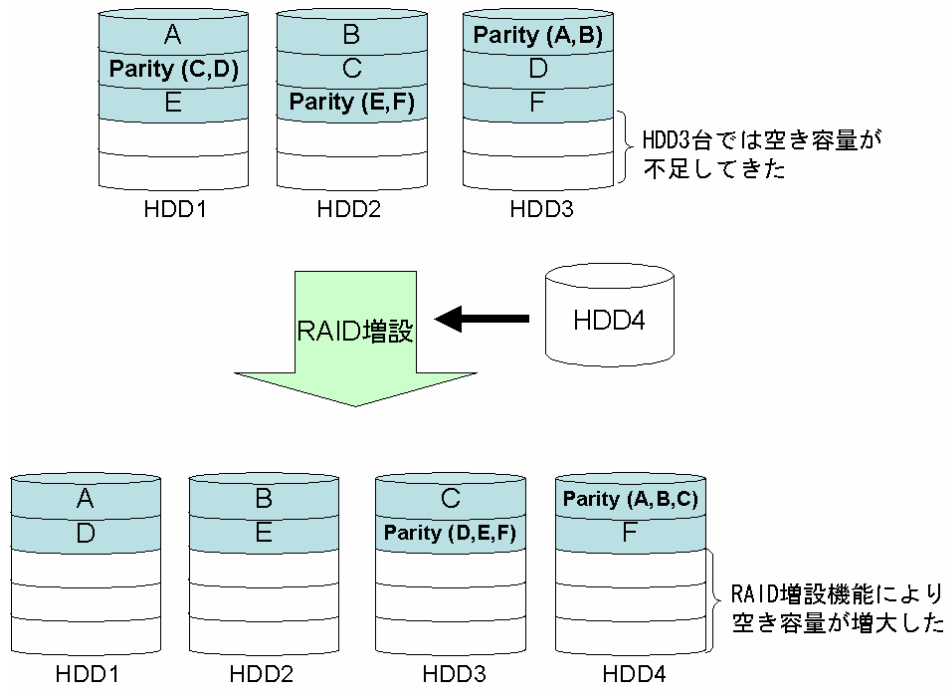 A
B
Parity (A,B)
Parity (C,D)
C
D
E
Parity (E,F)
F
HDD3台では空き容量が
不足してきた
HDD1
HDD2
HDD3
RAID増設
HDD4
A
B
C
Parity (A,B,C)
D
E
Parity (D,E,F)
F
RAID増設機能により
空き容量が増大した
HDD1
HDD2
HDD3
HDD4